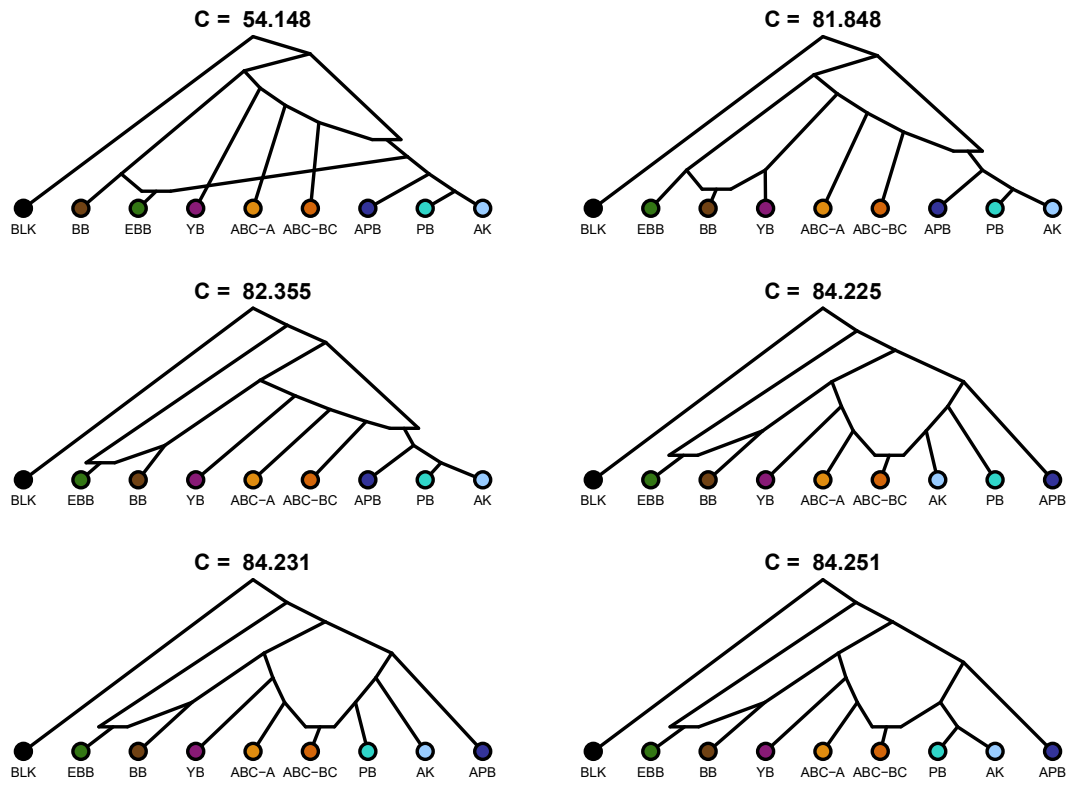 C = 54.148
BLK BB EBB YB ABC−A ABC−BC APB PB AK
C = 81.848
BLK EBB BB YB ABC−A ABC−BC APB PB AK
C = 82.355
BLK EBB BB YB ABC−A ABC−BC APB PB AK
C = 84.225
BLK EBB BB YB ABC−A ABC−BC AK PB APB
C = 84.231
BLK EBB BB YB ABC−A ABC−BC PB AK APB
C = 84.251
BLK EBB BB YB ABC−A ABC−BC PB AK APB